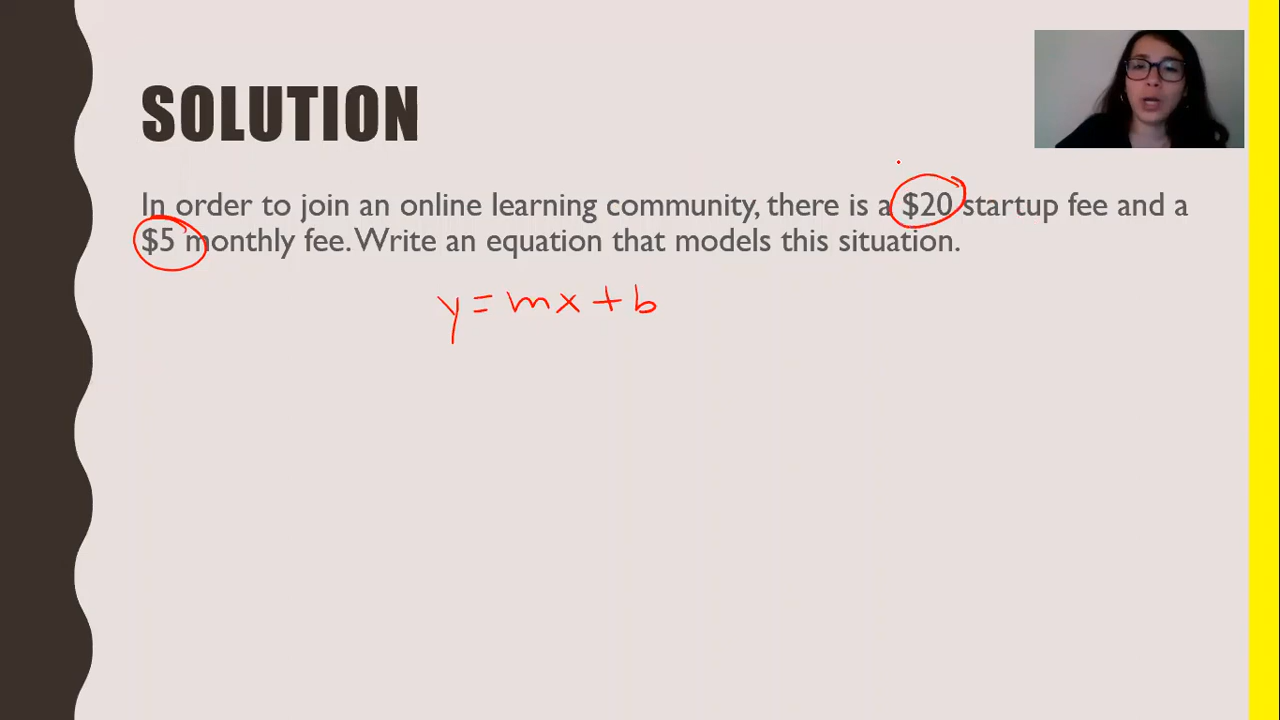 SOLUTION
In order to join an online learning community, there is a $20 startup fee and a
$5 monthly fee. Write an equation that models this situation.
y = mx + b